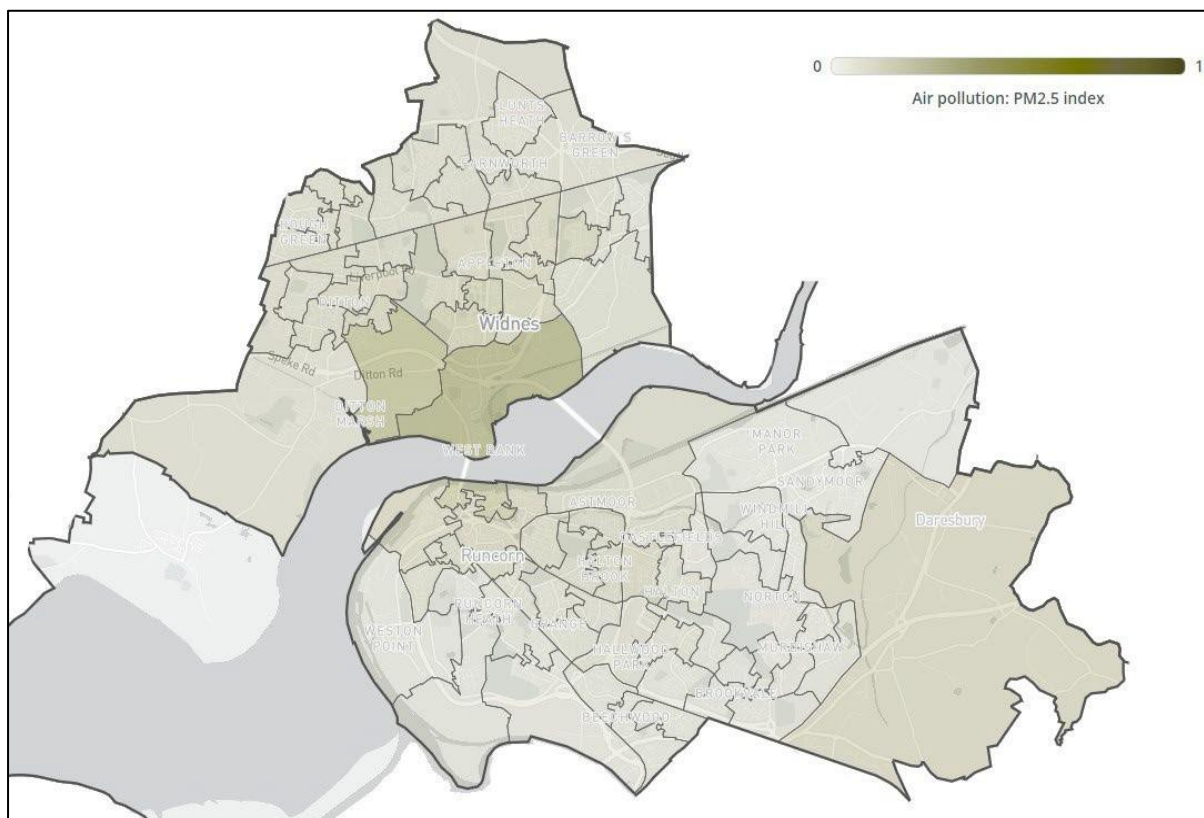 0
1
Air pollution: PM2.5 index
LUNTS
HEATH
BARROWS
GREEN
FARNWORTH
HOUGH
GREEN
APPLETON
Liverpool Rd
DITTON
Widnes
Speke Rd
Ditton Rd
DITTON
MARSH
WEST BANK
MANOR
PARK
SANDYMOOR
ASTMOOR
WINDMILL
HILL
Daresbury
CASTLEFIELDS
Runcorn
HALTON
BROOK
HALTON
NORTON
RUNCORN
HEATH
GRANGE
WESTON
POINT
MURDISHAW
HALLWOOD
PARK
BROOKVALE
BEECHWOOD